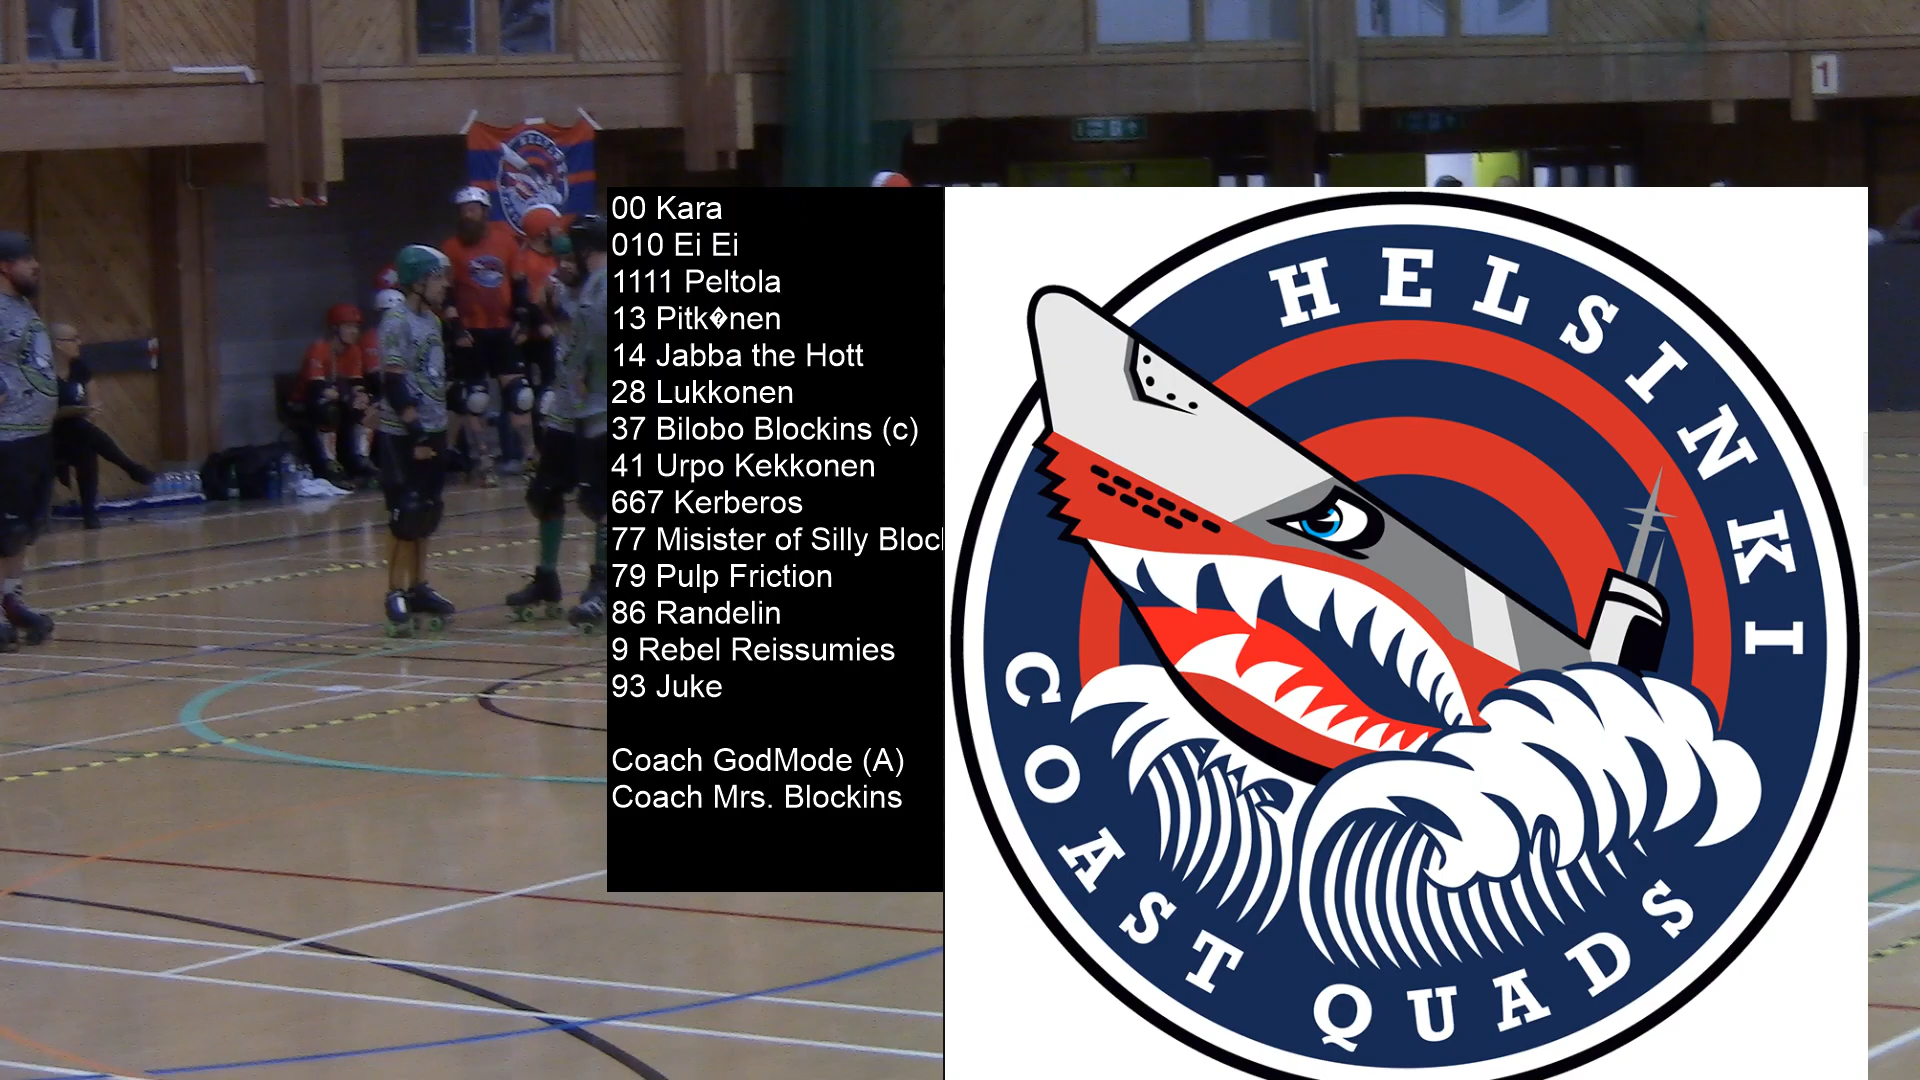 1
00 Kara
010 Ei Ei
1111 Peltola
13 Pitk�nen
14 Jabba the Hott
28 Lukkonen
37 Bilobo Blockins (c)
41 Urpo Kekkonen
667 Kerberos
77 Misister of Silly Bloc
79 Pulp Friction
86 Randelin
9 Rebel Reissumies
93 Juke
Coach GodMode (A)
Coach Mrs. Blockins
HELSINKI
COAST QUADS